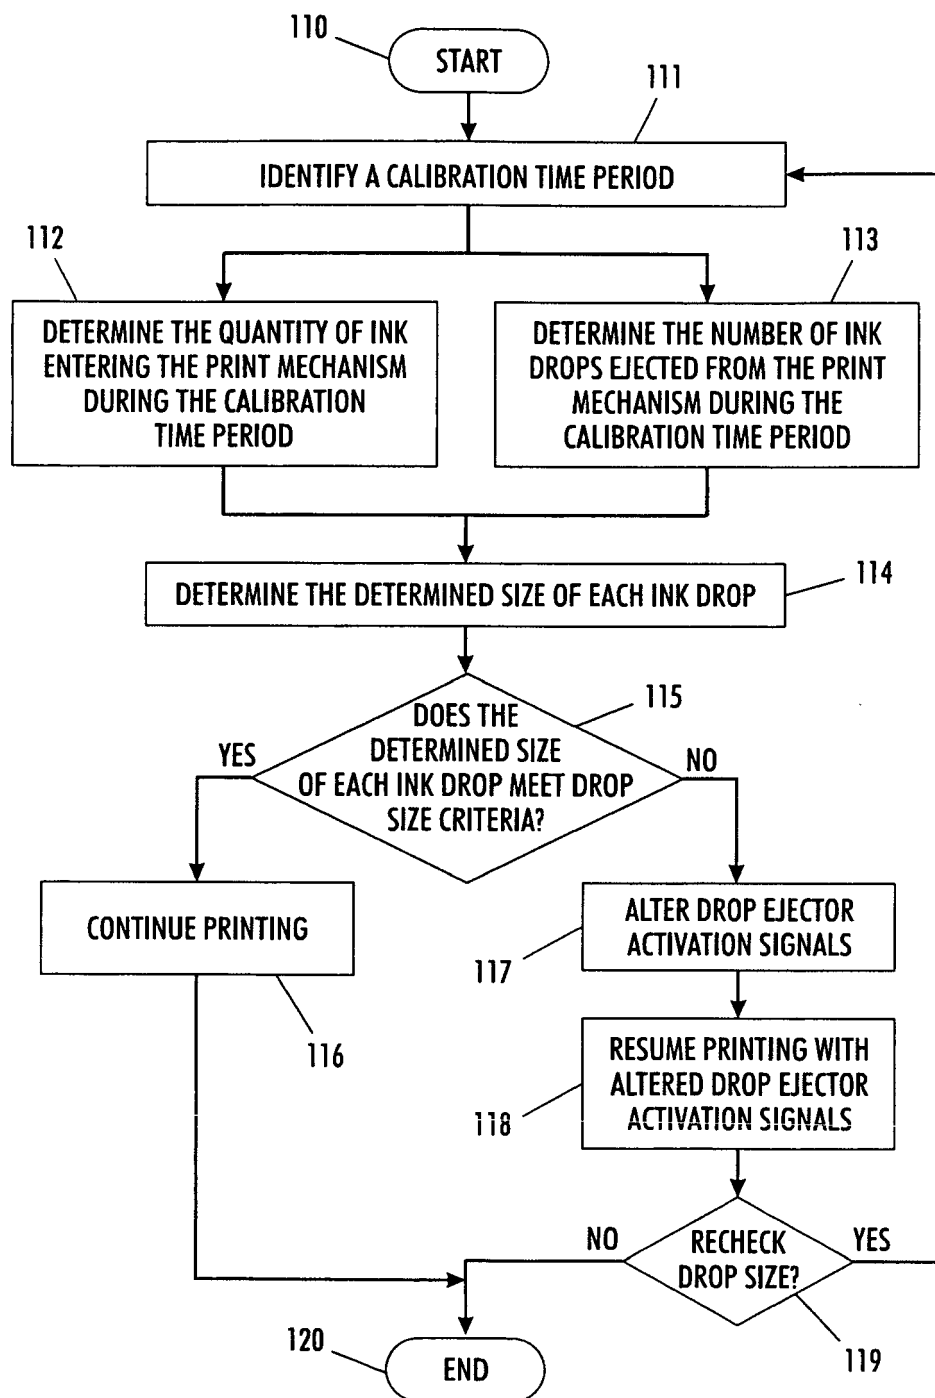 110
START
111
IDENTIFY A CALIBRATION TIME PERIOD
112
DETERMINE THE QUANTITY OF INK
ENTERING THE PRINT MECHANISM
DURING THE CALIBRATION
TIME PERIOD
113
DETERMINE THE NUMBER OF INK
DROPS EJECTED FROM THE PRINT
MECHANISM DURING THE
CALIBRATION TIME PERIOD
DETERMINE THE DETERMINED SIZE OF EACH INK DROP
114
115
DOES THE
DETERMINED SIZE
OF EACH INK DROP MEET DROP
SIZE CRITERIA?
YES
NO
CONTINUE PRINTING
116
ALTER DROP EJECTOR
ACTIVATION SIGNALS
117
RESUME PRINTING WITH
ALTERED DROP EJECTOR
ACTIVATION SIGNALS
118
NO
RECHECK
DROP SIZE?
YES
119
120
END